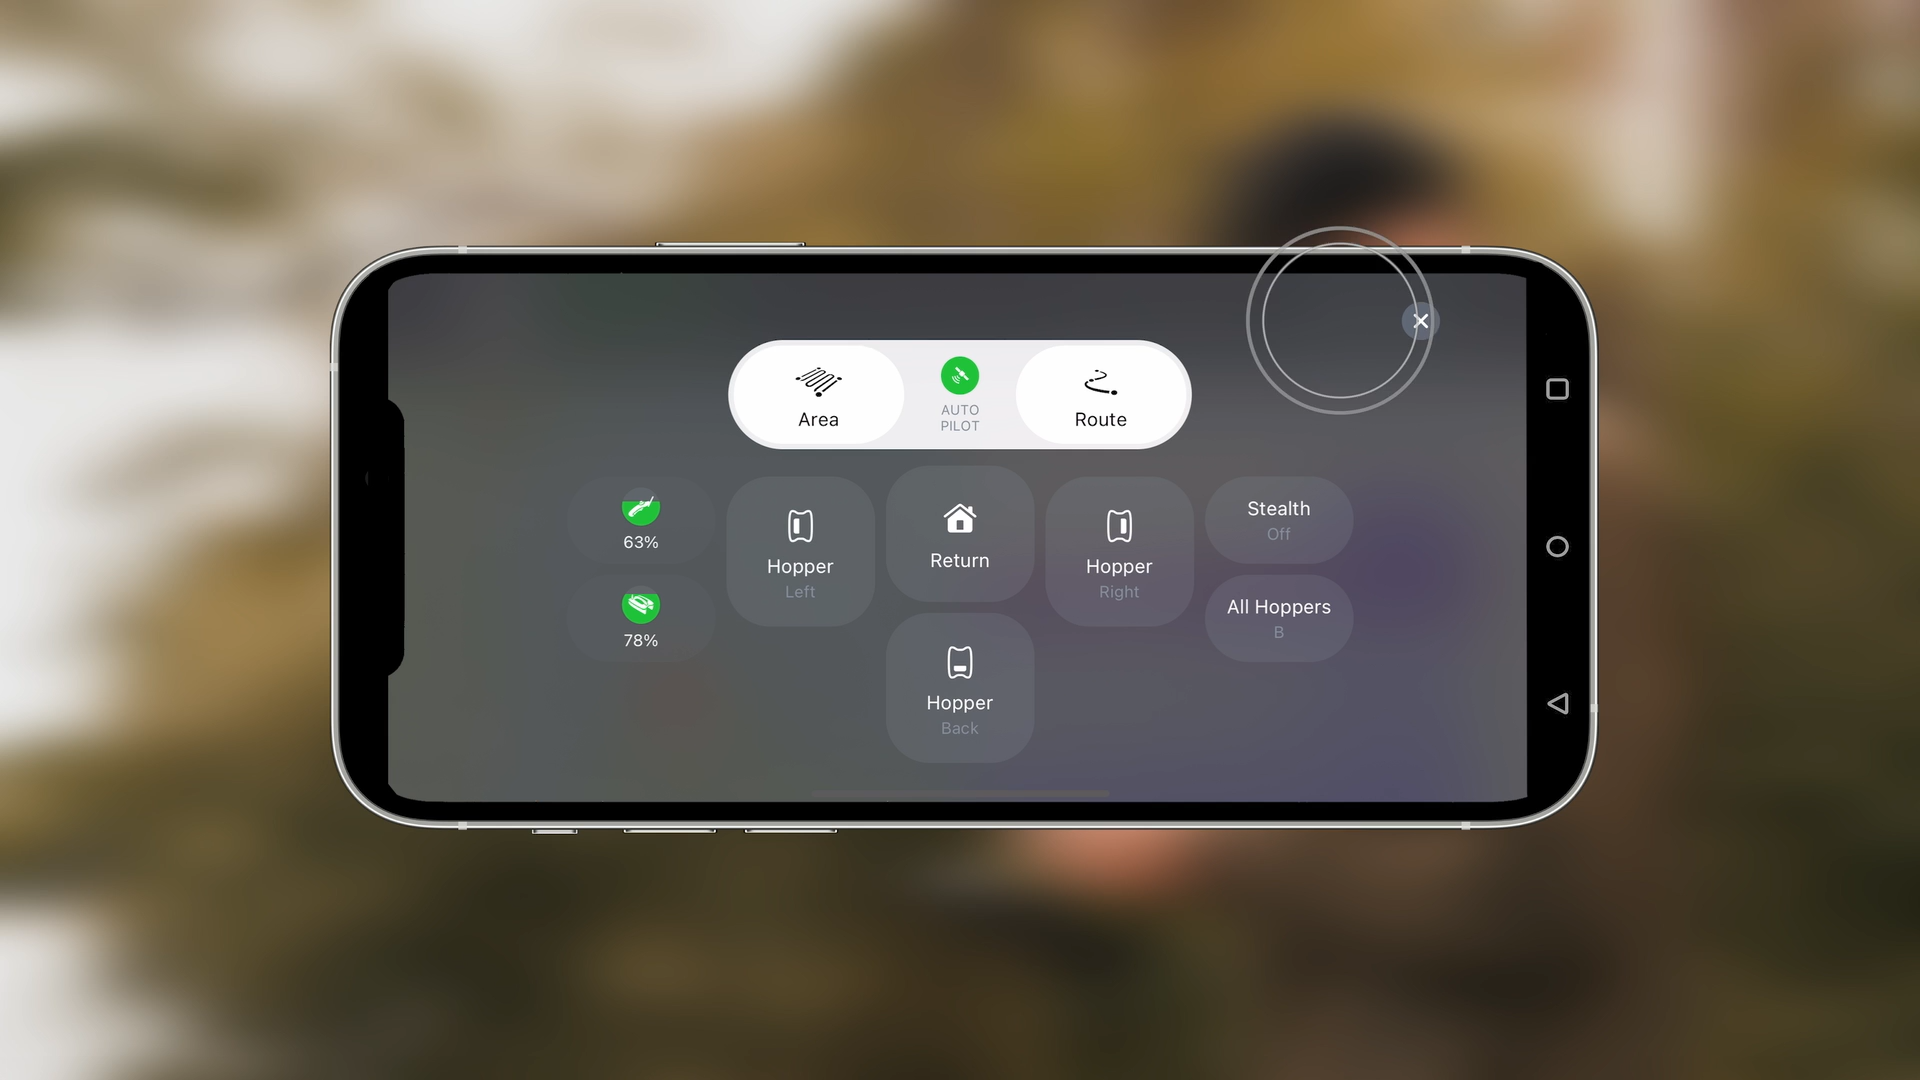 Area
AUTO
PILOT
Route
63%
78%
Hopper
Left
Return
Hopper
Right
Stealth
Off
All Hoppers
B
Hopper
Back